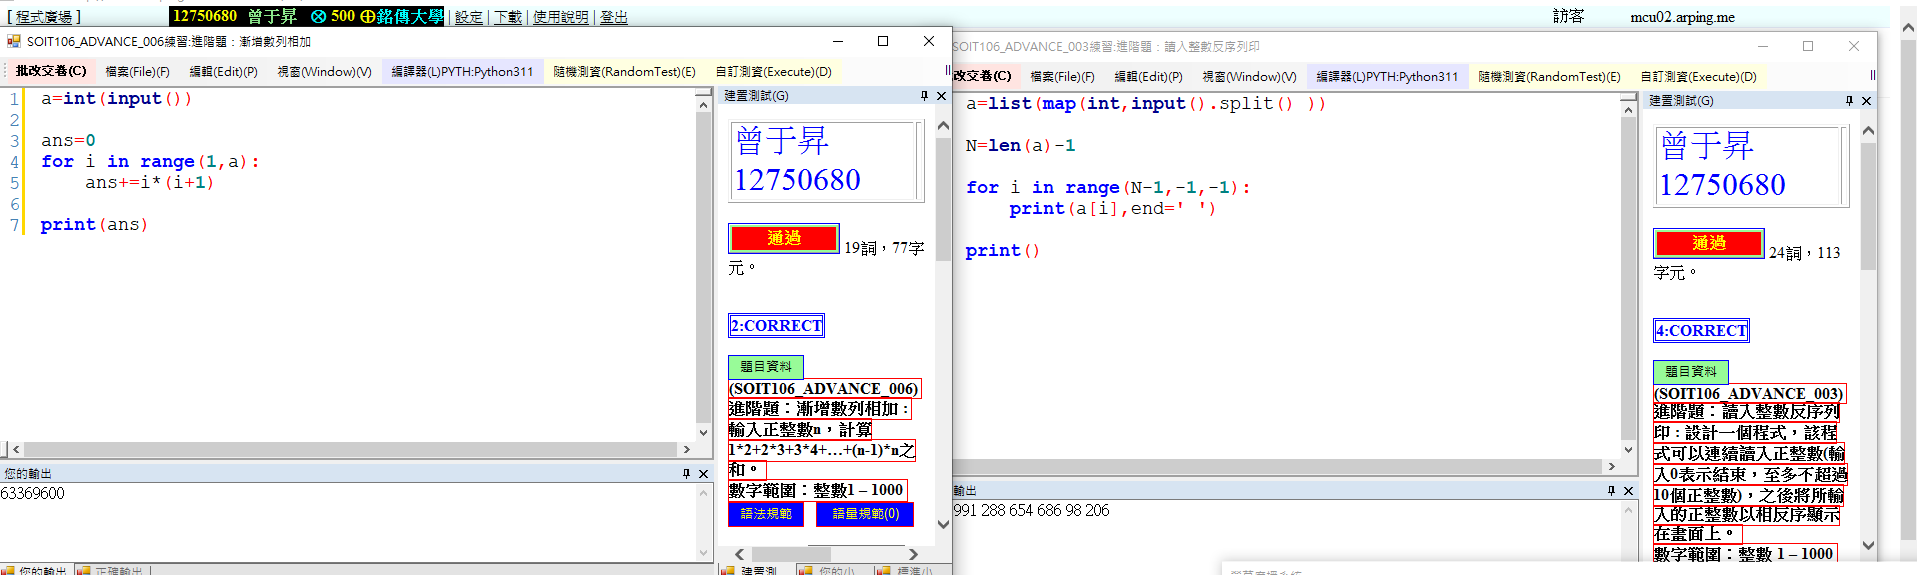 [ 程式廣場 ] 12750680 曾于昇 ⊗ 500 ⊕銘傳大學 | 設定 | 下載 | 使用說明 | 登出 訪客 mcu02.arping.me
SOIT106_ADVANCE_006練習:進階題：漸增數列相加
批改交卷(C) 檔案(File)(F) 編輯(Edit)(P) 視窗(Window)(V) 編譯器(L)PYTH:Python311 隨機測資(RandomTest)(E) 自訂測資(Execute)(D)
1 a=int(input())
2
3 ans=0
4 for i in range(1,a):
5     ans+=i*(i+1)
6
7 print(ans)
建置測試(G)
曾于昇
12750680
通過 19詞，77字
元。
2:CORRECT
題目資料
(SOIT106_ADVANCE_006)
進階題：漸增數列相加：
輸入正整數n，計算
1*2+2*3+3*4+…+(n-1)*n之
和。
數字範圍：整數1 – 1000
語法規範 語量規範(0)
您的輸出
63369600
您的輸出 正確輸出
建置測 您的小 標準小
SOIT106_ADVANCE_003練習:進階題：讀入整數反序列印
改交卷(C) 檔案(File)(F) 編輯(Edit)(P) 視窗(Window)(V) 編譯器(L)PYTH:Python311 隨機測資(RandomTest)(E) 自訂測資(Execute)(D)
a=list(map(int,input().split() ))
N=len(a)-1
for i in range(N-1,-1,-1):
    print(a[i],end=' ')
print()
建置測試(G)
曾于昇
12750680
通過 24詞，113
字元。
4:CORRECT
題目資料
(SOIT106_ADVANCE_003)
進階題：讀入整數反序列
印：設計一個程式，該程
式可以連續讀入正整數(輸
入0表示結束，至多不超過
10個正整數)，之後將所輸
入的正整數以相反序顯示
在畫面上。
數字範圍：整數 1 – 1000
輸出
991 288 654 686 98 206